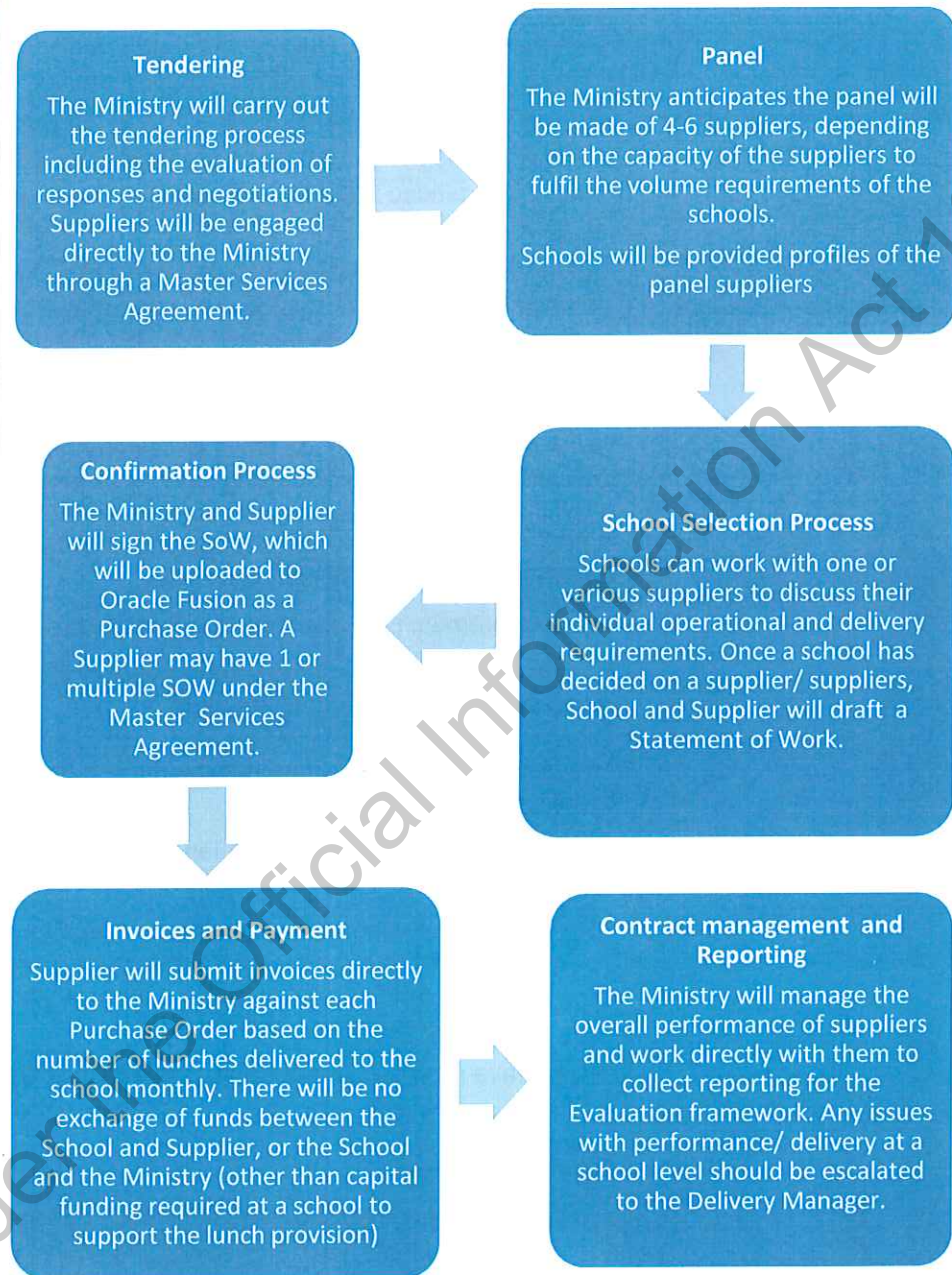 Tendering
The Ministry will carry out
the tendering process
including the evaluation of
responses and negotiations.
Suppliers will be engaged
directly to the Ministry
through a Master Services
Agreement.
Panel
The Ministry anticipates the panel will
be made of 4-6 suppliers, depending
on the capacity of the suppliers to
fulfil the volume requirements of the
schools.
Schools will be provided profiles of the
panel suppliers
School Selection Process
Schools can work with one or
various suppliers to discuss their
individual operational and delivery
requirements. Once a school has
decided on a supplier/ suppliers,
School and Supplier will draft a
Statement of Work.
Confirmation Process
The Ministry and Supplier
will sign the SoW, which
will be uploaded to
Oracle Fusion as a
Purchase Order. A
Supplier may have 1 or
multiple SOW under the
Master Services
Agreement.
Invoices and Payment
Supplier will submit invoices directly
to the Ministry against each
Purchase Order based on the
number of lunches delivered to the
school monthly. There will be no
exchange of funds between the
School and Supplier, or the School
and the Ministry (other than capital
funding required at a school to
support the lunch provision)
Contract management and
Reporting
The Ministry will manage the
overall performance of suppliers
and work directly with them to
collect reporting for the
Evaluation framework. Any issues
with performance/ delivery at a
school level should be escalated
to the Delivery Manager.
der the Official Information Act 1